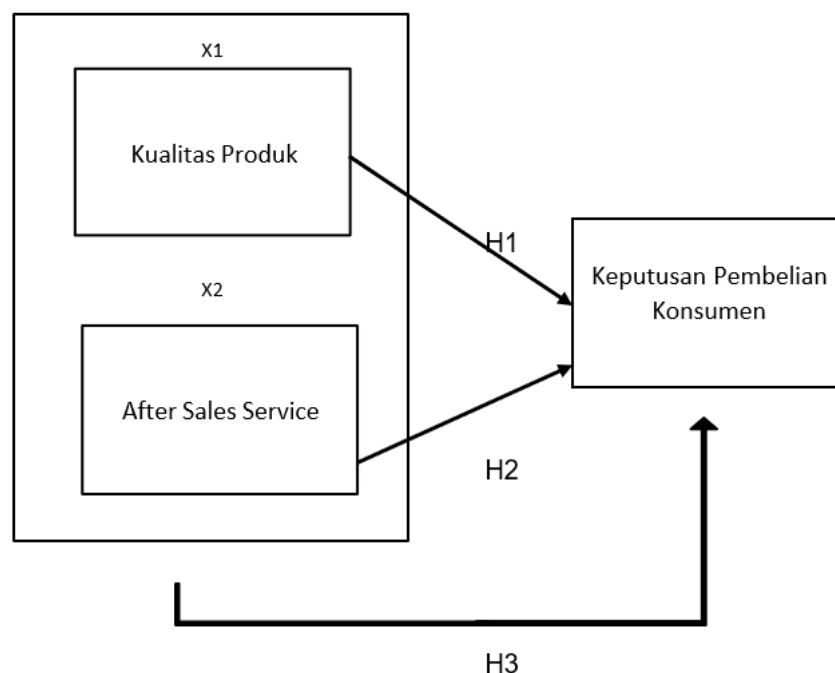 X1
Kualitas Produk
H1
Keputusan Pembelian
Konsumen
X2
After Sales Service
H2
H3